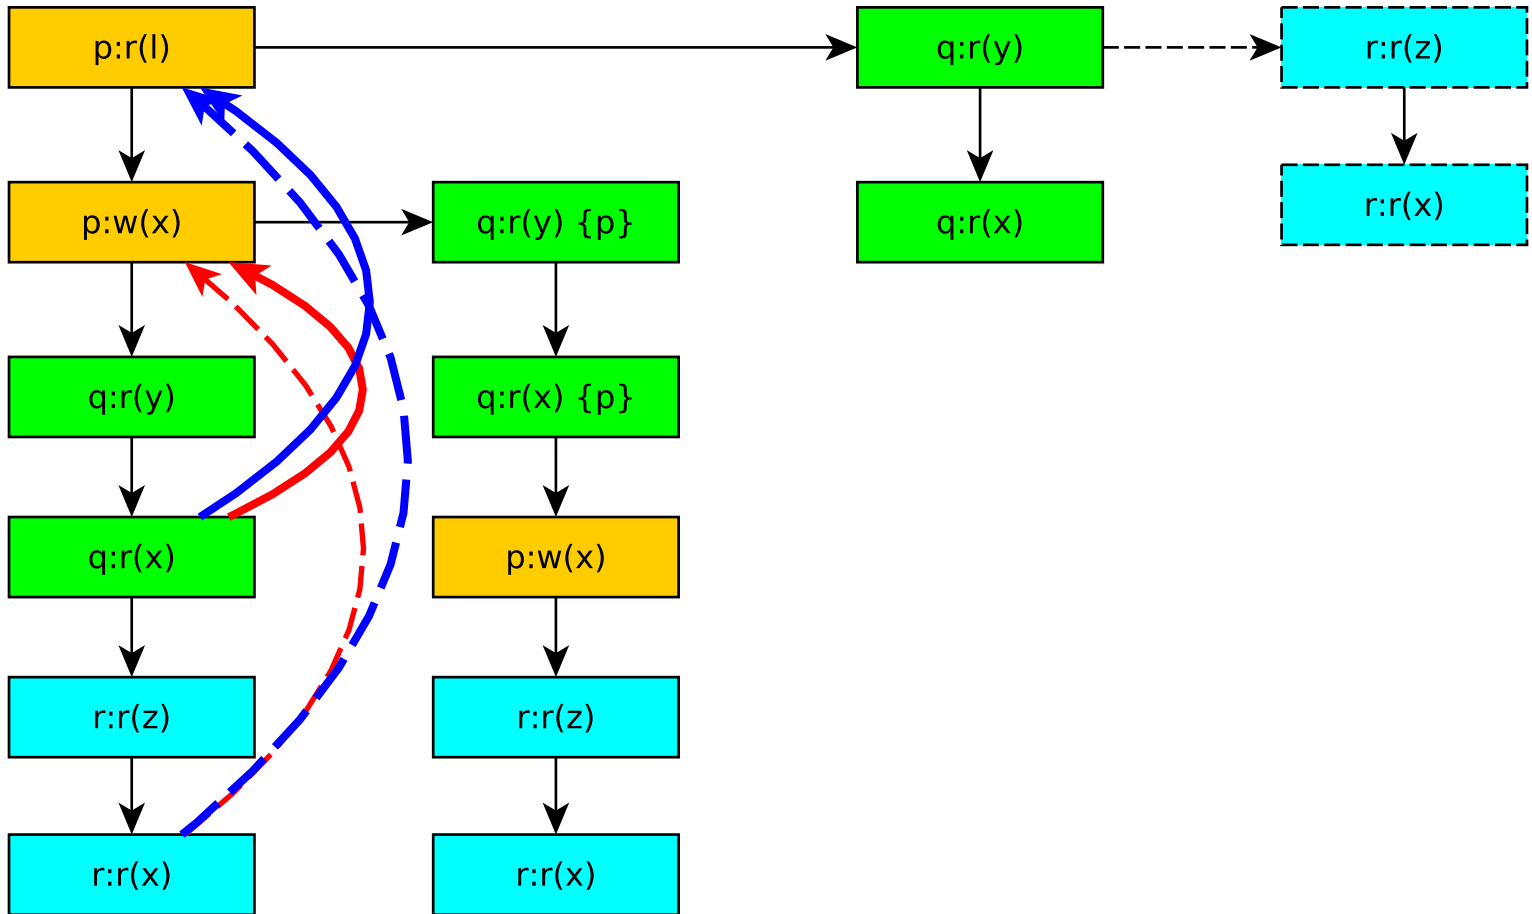 p:r(l)
q:r(y)
r:r(z)
p:w(x)
q:r(y) {p}
q:r(x)
r:r(x)
q:r(y)
q:r(x) {p}
q:r(x)
p:w(x)
r:r(z)
r:r(z)
r:r(x)
r:r(x)